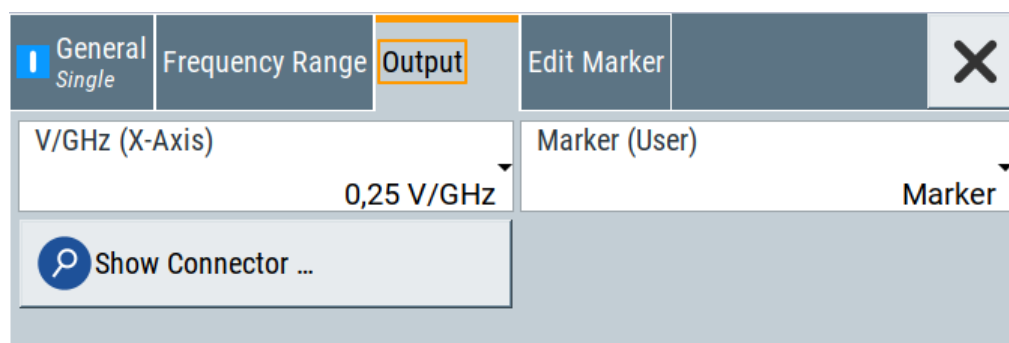 General
Single
Frequency Range
Output
Edit Marker
V/GHz (X-Axis)
0,25 V/GHz
Marker (User)
Marker
Show Connector ...